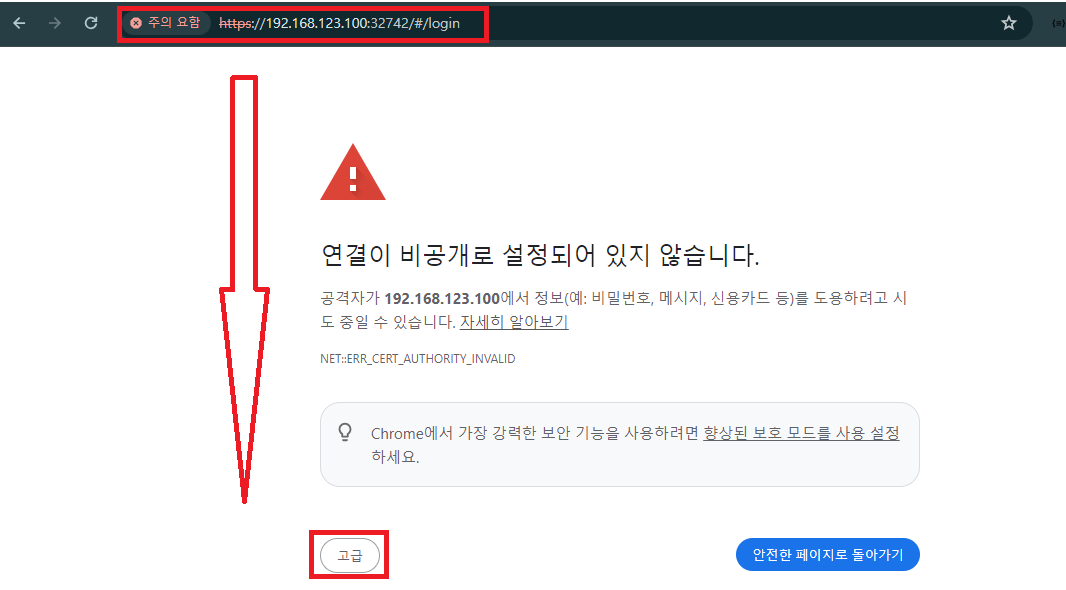 주의 요함 https://192.168.123.100:32742/#/login
연결이 비공개로 설정되어 있지 않습니다.
공격자가 192.168.123.100에서 정보(예: 비밀번호, 메시지, 신용카드 등)를 도용하려고 시
도 중일 수 있습니다. 자세히 알아보기
NET::ERR_CERT_AUTHORITY_INVALID
Chrome에서 가장 강력한 보안 기능을 사용하려면 향상된 보호 모드를 사용 설정
하세요.
고급 안전한 페이지로 돌아가기